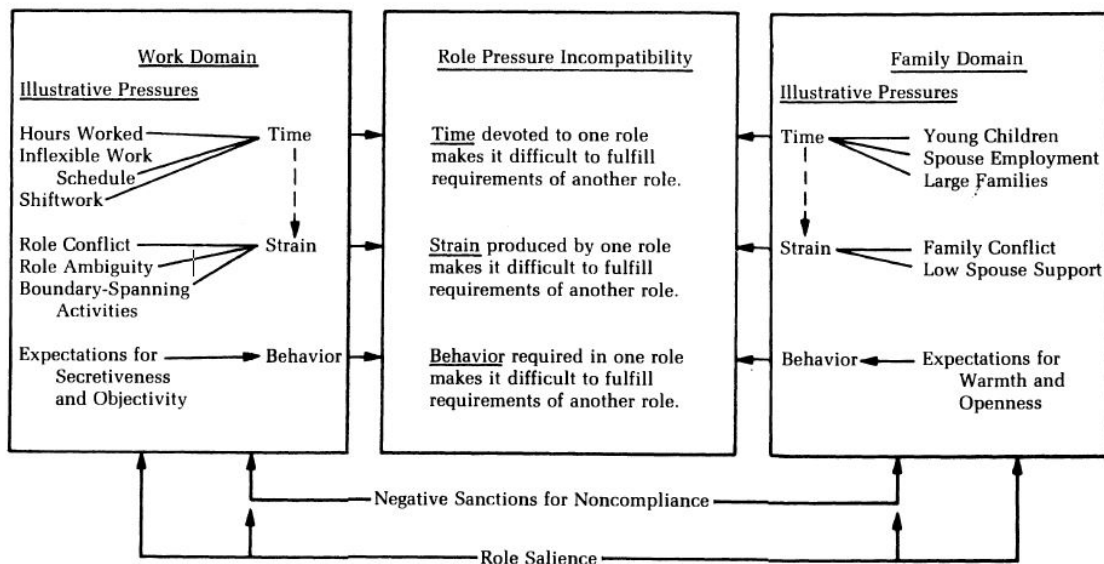 Work Domain
Illustrative Pressures
Hours Worked
Inflexible Work
Schedule
Shiftwork
Time
Role Conflict
Role Ambiguity
Boundary-Spanning
Activities
Strain
Expectations for
Secretiveness
and Objectivity
Behavior
Role Pressure Incompatibility
Time devoted to one role
makes it difficult to fulfill
requirements of another role.
Strain produced by one role
makes it difficult to fulfill
requirements of another role.
Behavior required in one role
makes it difficult to fulfill
requirements of another role.
Family Domain
Illustrative Pressures
Time
Young Children
Spouse Employment
Large Families
Strain
Family Conflict
Low Spouse Support
Behavior
Expectations for
Warmth and
Openness
Negative Sanctions for Noncompliance
Role Salience